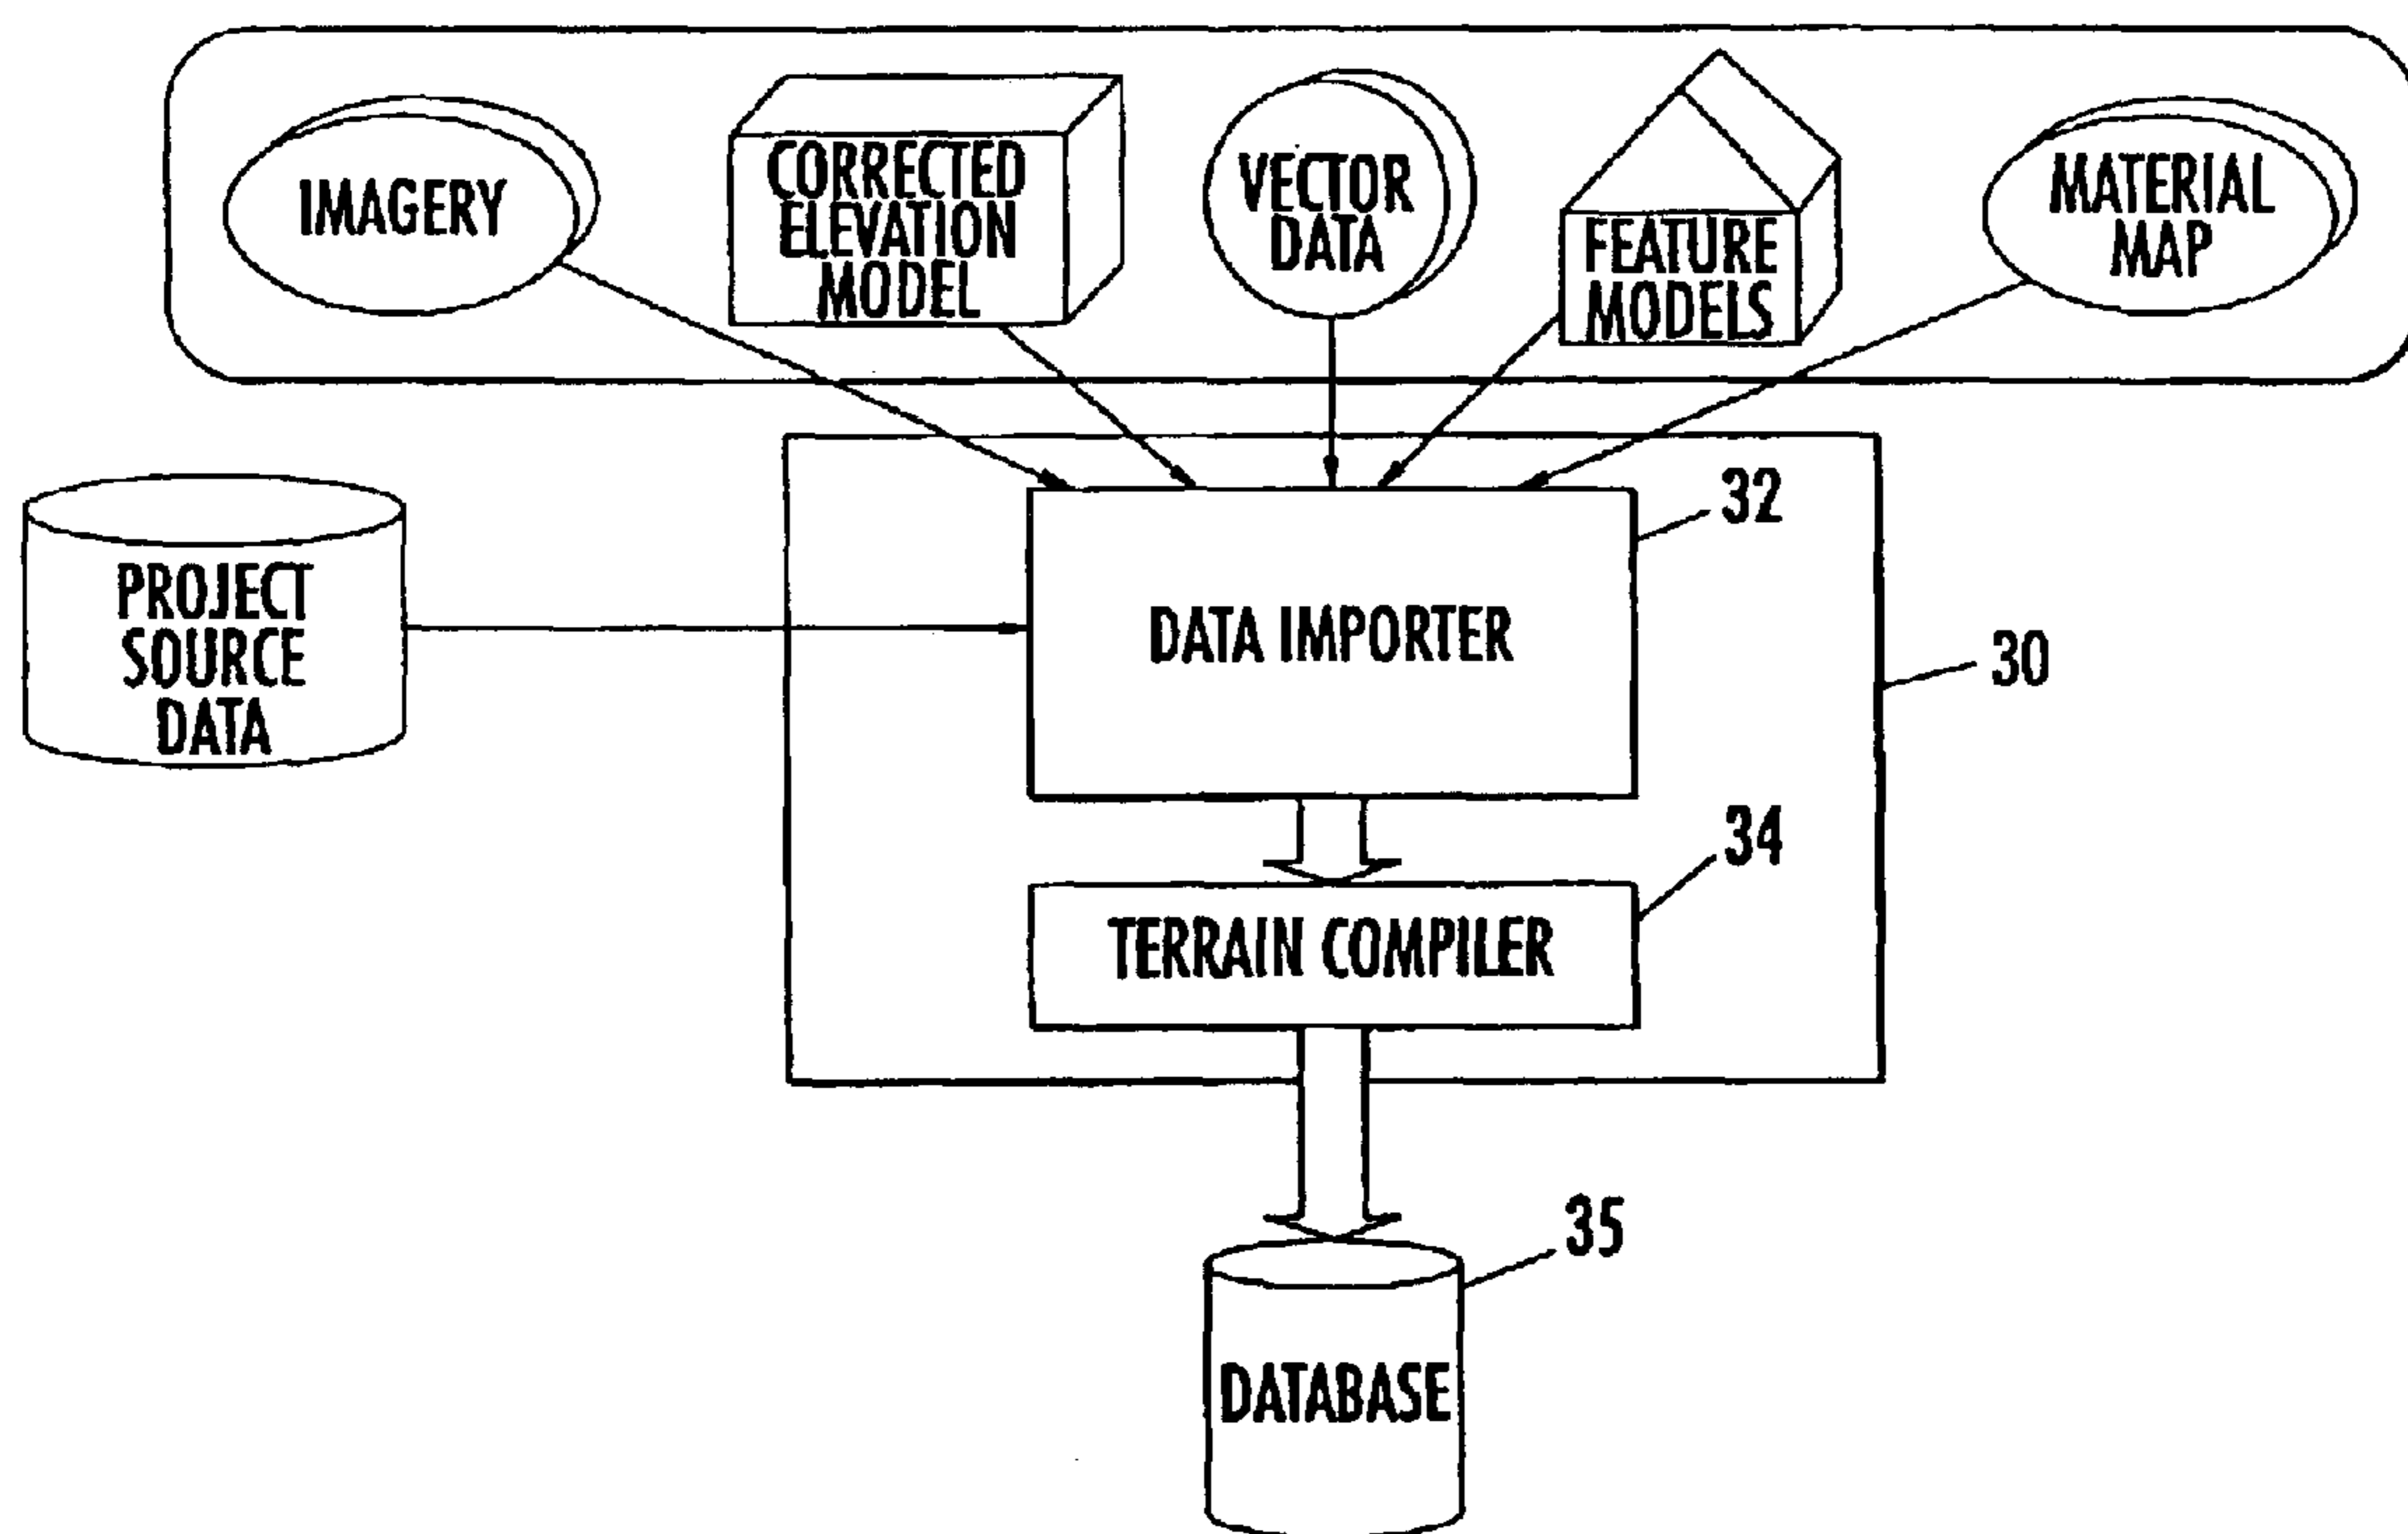 IMAGERY
CORRECTED
ELEVATION
MODEL
VECTOR
DATA
FEATURE
MODELS
MATERIAL
MAP
PROJECT
SOURCE
DATA
32
DATA IMPORTER
30
34
TERRAIN COMPILER
35
DATABASE